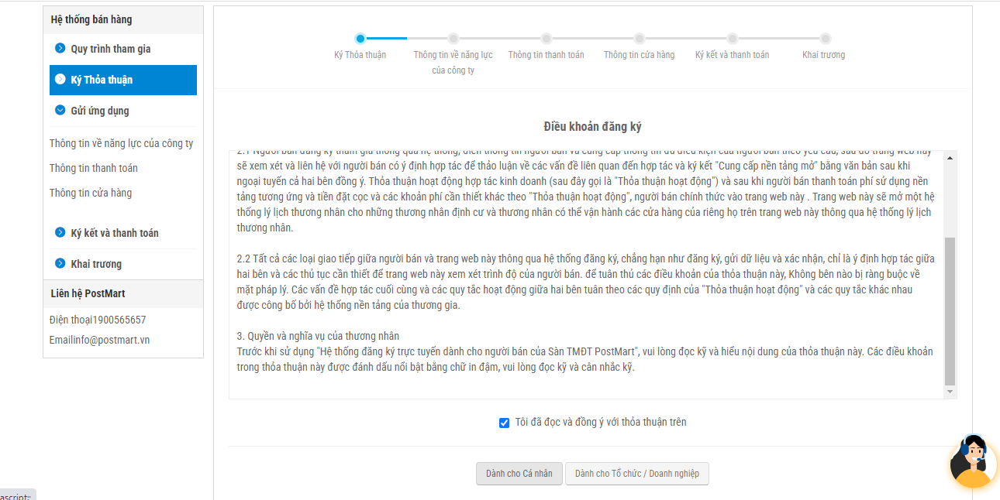 Hệ thống bán hàng
Quy trình tham gia
Ký Thỏa thuận
Gửi ứng dụng
Thông tin về năng lực của công ty
Thông tin thanh toán
Thông tin cửa hàng
Ký kết và thanh toán
Khai trương
Liên hệ PostMart
Điện thoại1900565657
Emailinfo@postmart.vn
Ký Thỏa thuận
Thông tin về năng lực
của công ty
Thông tin thanh toán
Thông tin cửa hàng
Ký kết và thanh toán
Khai trương
Điều khoản đăng ký
2.1 Người bán đăng ký tham gia thông qua hệ thống, điền thông tin người bán và cung cấp thông tin đủ điều kiện của người bán theo yêu cầu, sau đó trang web này
sẽ xem xét và liên hệ với người bán có ý định hợp tác để thảo luận về các vấn đề liên quan đến hợp tác và ký kết "Cung cấp nền tảng mở" bằng văn bản sau khi
ngoại tuyến cả hai bên đồng ý. Thỏa thuận hoạt động hợp tác kinh doanh (sau đây gọi là "Thỏa thuận hoạt động") và sau khi người bán thanh toán phí sử dụng nền
tảng tương ứng và tiền đặt cọc và các khoản phí cần thiết khác theo "Thỏa thuận hoạt động", người bán chính thức vào trang web này . Trang web này sẽ mở một hệ
thống lý lịch thương nhân cho những thương nhân định cư và thương nhân có thể vận hành các cửa hàng của riêng họ trên trang web này thông qua hệ thống lý lịch
thương nhân.
2.2 Tất cả các loại giao tiếp giữa người bán và trang web này thông qua hệ thống đăng ký, chẳng hạn như đăng ký, gửi dữ liệu và xác nhận, chỉ là ý định hợp tác giữa
hai bên và các thủ tục cần thiết để trang web này xem xét trình độ của người bán. để tuân thủ các điều khoản của thỏa thuận này, Không bên nào bị ràng buộc về
mặt pháp lý. Các vấn đề hợp tác cuối cùng và các quy tắc hoạt động giữa hai bên tuân theo các quy định của "Thỏa thuận hoạt động" và các quy tắc khác nhau
được công bố bởi hệ thống nền tảng của thương gia.
3. Quyền và nghĩa vụ của thương nhân
Trước khi sử dụng "Hệ thống đăng ký trực tuyến dành cho người bán của Sàn TMĐT PostMart", vui lòng đọc kỹ và hiểu nội dung của thỏa thuận này. Các điều khoản
trong thỏa thuận này được đánh dấu nổi bật bằng chữ in đậm, vui lòng đọc kỹ và cân nhắc kỹ.
Tôi đã đọc và đồng ý với thỏa thuận trên
Dành cho Cá nhân
Dành cho Tổ chức / Doanh nghiệp
ascript:;